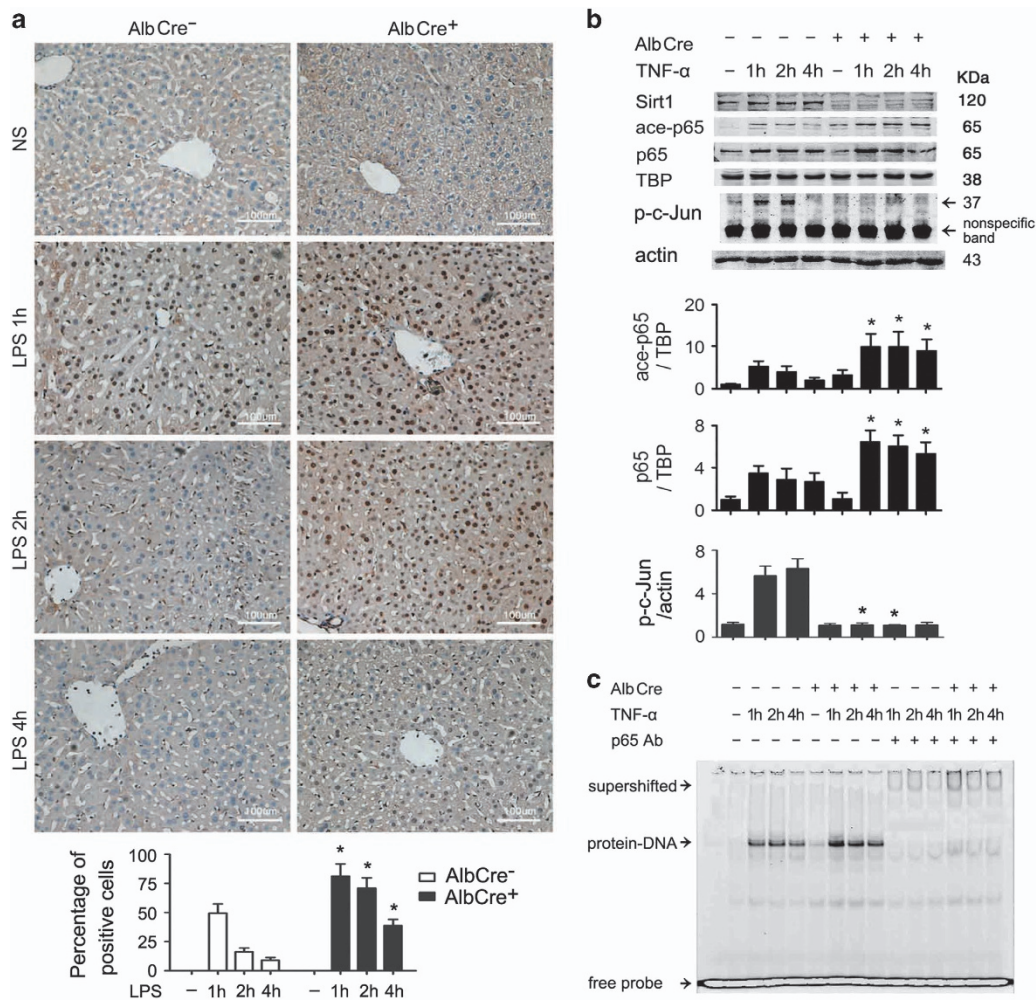 a
AlbCre– AlbCre+
NS
100um 100um
LPS 1h
100um 100um
LPS 2h
100um 100um
LPS 4h
100um 100um
Percentage of
positive cells
100
75
50
25
0
* * *
AlbCre-
AlbCre+
LPS – 1h 2h 4h – 1h 2h 4h
b
AlbCre – – – – + + + +
TNF-α – 1h 2h 4h – 1h 2h 4h KDa
Sirt1 120
ace-p65 65
p65 65
TBP 38
p-c-Jun ← 37
← nonspecific
band
actin 43
ace-p65
/ TBP
20
10
0
* * *
p65
/ TBP
8
4
0
* * *
p-c-Jun
/actin
8
4
0
* *
c
AlbCre – – – – + + + + – – – + + +
TNF-α – 1h 2h 4h – 1h 2h 4h 1h 2h 4h 1h 2h 4h
p65 Ab – – – – – – – – + + + + + +
supershifted→
protein-DNA→
free probe→